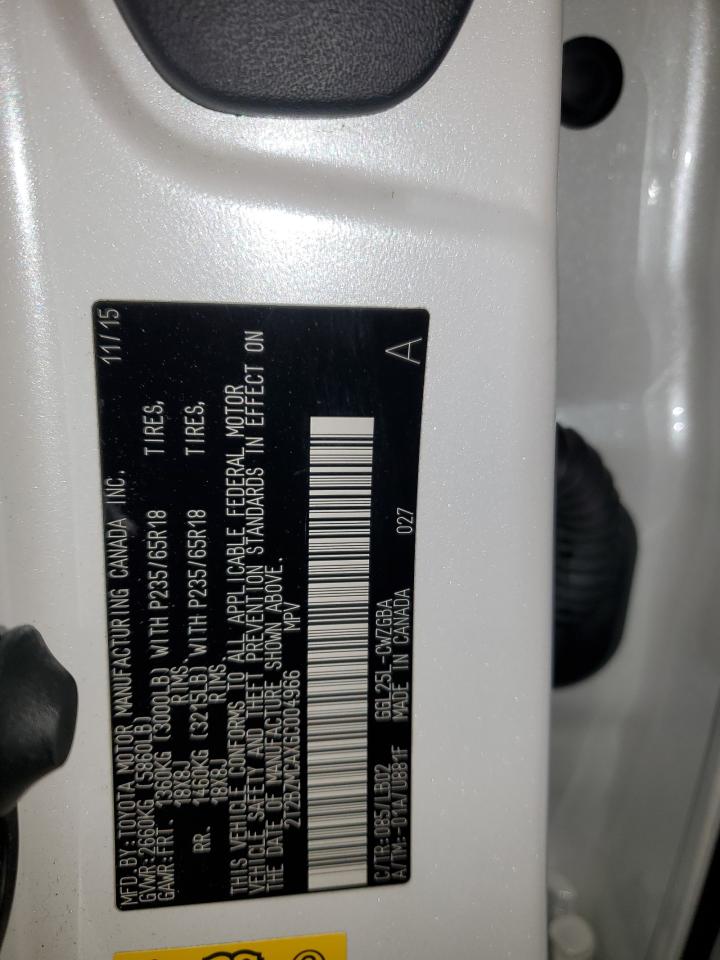 MFD.BY:TOYOTA MOTOR MANUFACTURING CANADA INC. 11/15
GVWR:2660KG (5860LB)
GAWR:FRT. 1360KG (3000LB) WITH P235/65R18 TIRES,
18X8J RIMS.
RR. 1460KG (3215LB) WITH P235/65R18 TIRES,
18X8J RIMS.
THIS VEHICLE CONFORMS TO ALL APPLICABLE FEDERAL MOTOR
VEHICLE SAFETY AND THEFT PREVENTION STANDARDS IN EFFECT ON
THE DATE OF MANUFACTURE SHOWN ABOVE.
2T2BZMCAXGC004966 MPV
C/TR:085/LB02 GGL25L-CWZGBA
A/TM:-01A/U881F MADE IN CANADA 027 A